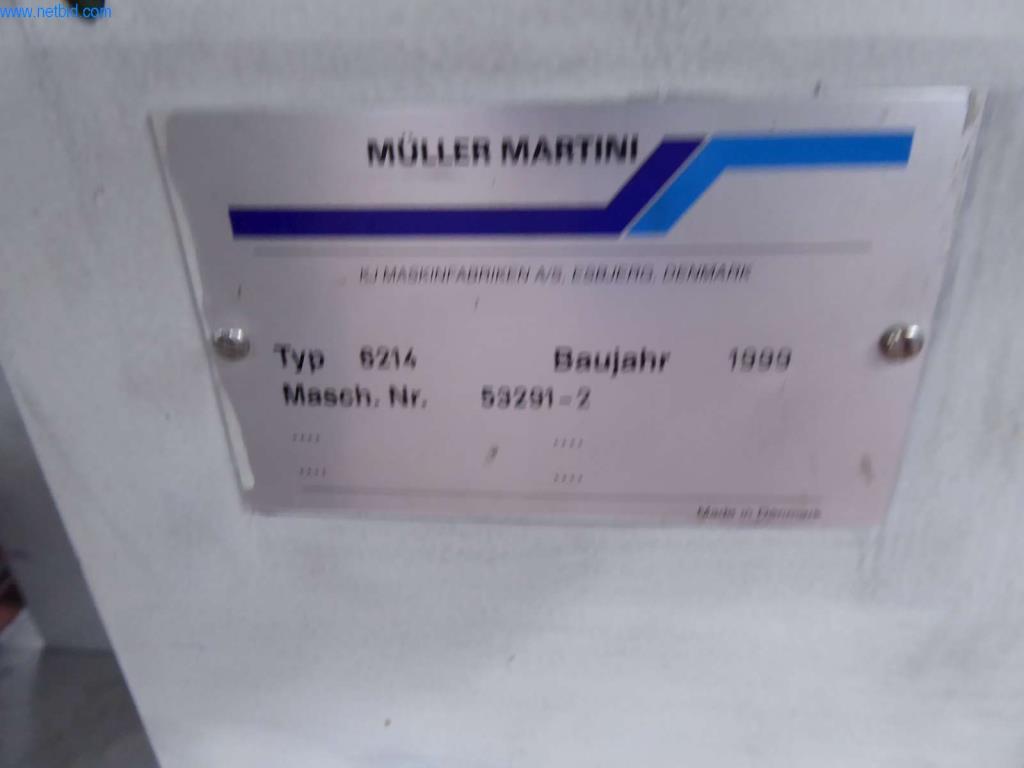 www.netbid.com
MÜLLER MARTINI
KJ MASKINFABRIKEN A/S, ESBJERG, DENMARK
Typ 6214 Baujahr 1999
Masch. Nr. 53291-2
Made in Denmark